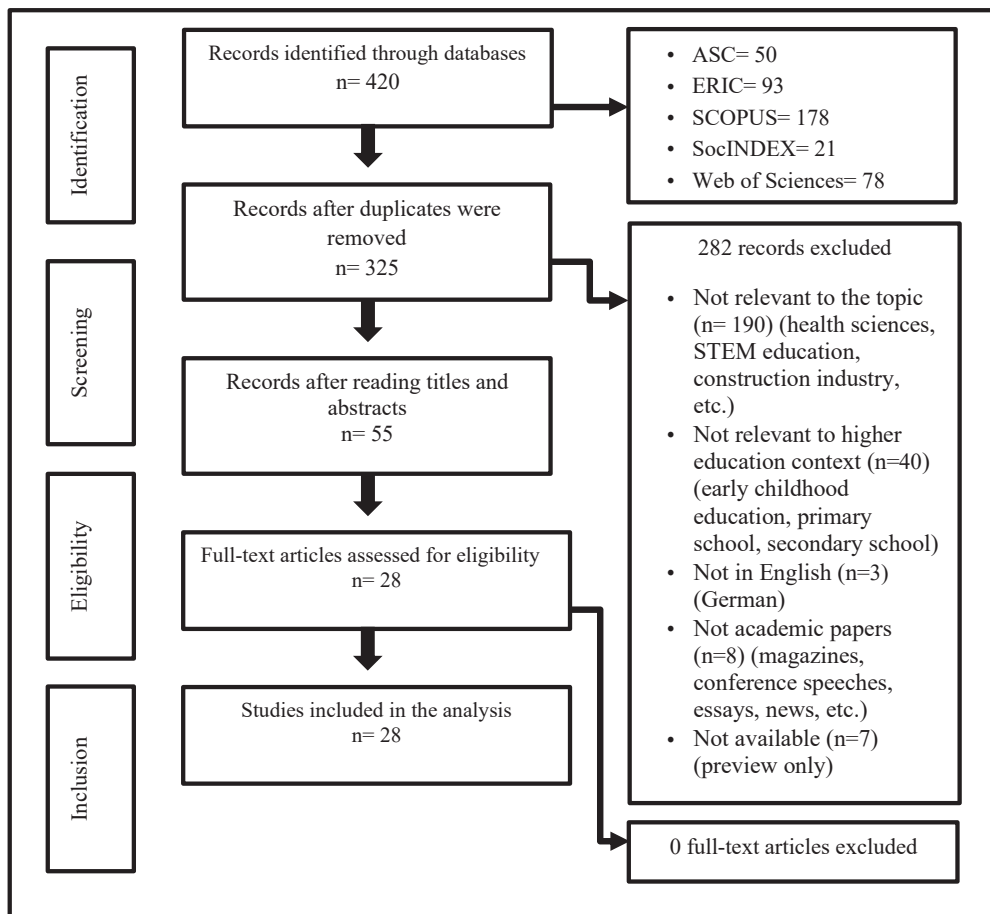 Identification
Screening
Eligibility
Inclusion
Records identified through databases
n= 420
Records after duplicates were
removed
n= 325
Records after reading titles and
abstracts
n= 55
Full-text articles assessed for eligibility
n= 28
Studies included in the analysis
n= 28
• ASC= 50
• ERIC= 93
• SCOPUS= 178
• SocINDEX= 21
• Web of Sciences= 78
282 records excluded
• Not relevant to the topic
(n= 190) (health sciences,
STEM education,
construction industry,
etc.)
• Not relevant to higher
education context (n=40)
(early childhood
education, primary
school, secondary school)
• Not in English (n=3)
(German)
• Not academic papers
(n=8) (magazines,
conference speeches,
essays, news, etc.)
• Not available (n=7)
(preview only)
0 full-text articles excluded